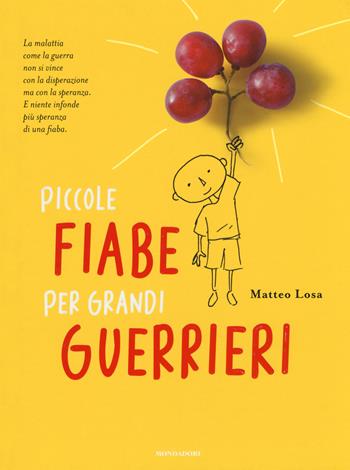 La malattia
come la guerra
non si vince
con la disperazione
ma con la speranza.
E niente infonde
più speranza
di una fiaba.
PICCOLE
FIABE
PER GRANDI
Matteo Losa
GUERRIERI
MONDADORI